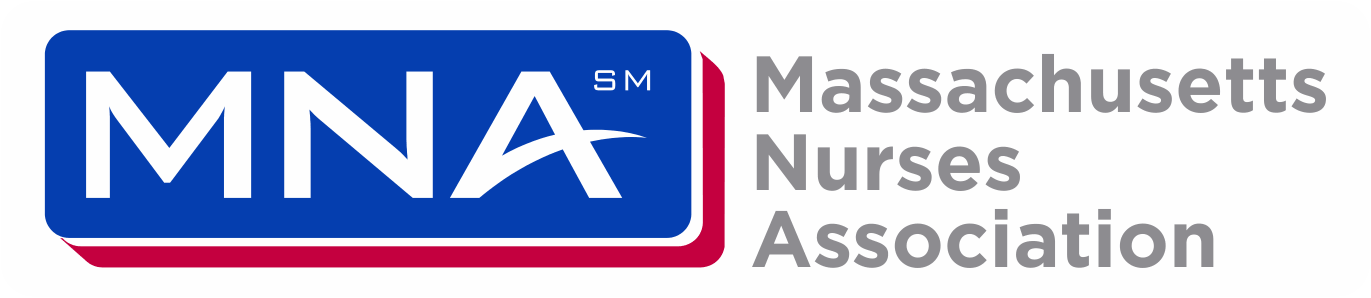 MNA SM
Massachusetts
Nurses
Association